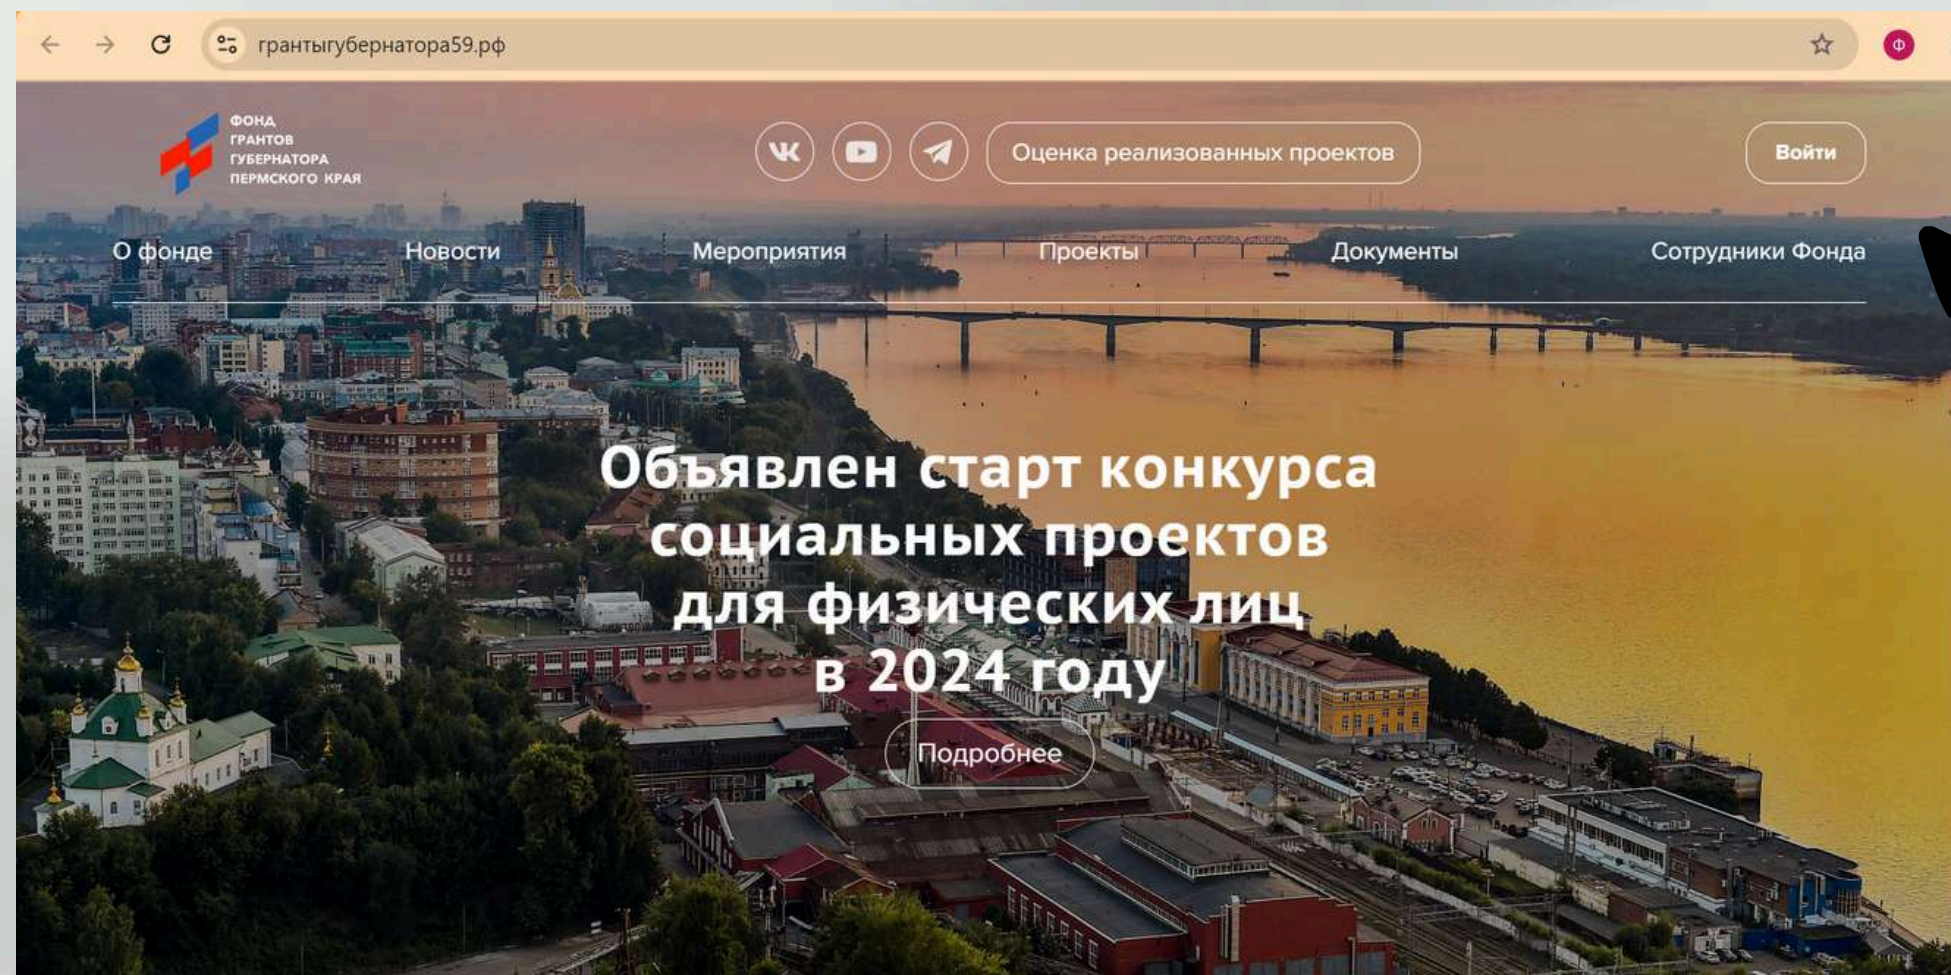 грантыгубернатора59.рф
Ф
ФОНД
ГРАНТОВ
ГУБЕРНАТОРА
ПЕРМСКОГО КРАЯ
Оценка реализованных проектов
Войти
О фонде
Новости
Мероприятия
Проекты
Документы
Сотрудники Фонда
Объявлен старт конкурса
социальных проектов
для физических лиц
в 2024 году
Подробнее